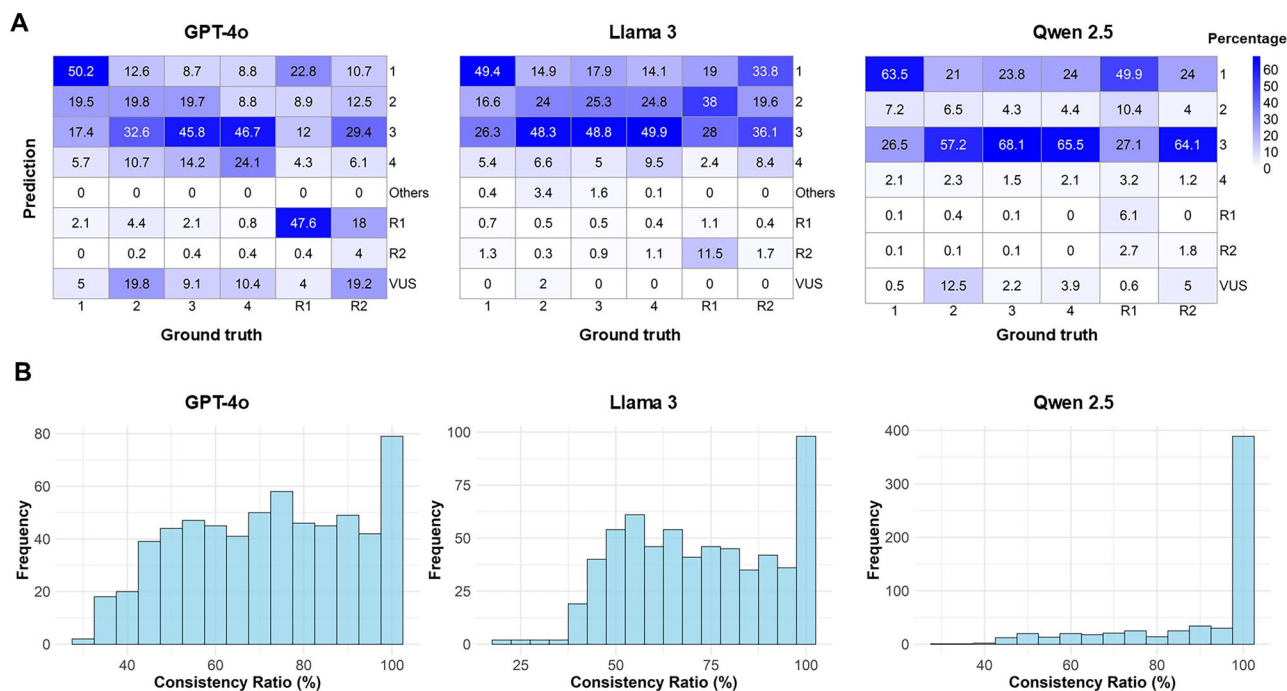 A
GPT-4o
50.2 12.6 8.7 8.8 22.8 10.7 1
19.5 19.8 19.7 8.8 8.9 12.5 2
17.4 32.6 45.8 46.7 12 29.4 3
5.7 10.7 14.2 24.1 4.3 6.1 4
0 0 0 0 0 0 Others
2.1 4.4 2.1 0.8 47.6 18 R1
0 0.2 0.4 0.4 0.4 4 R2
5 19.8 9.1 10.4 4 19.2 VUS
1 2 3 4 R1 R2
Prediction
Ground truth
Llama 3
49.4 14.9 17.9 14.1 19 33.8 1
16.6 24 25.3 24.8 38 19.6 2
26.3 48.3 48.8 49.9 28 36.1 3
5.4 6.6 5 9.5 2.4 8.4 4
0.4 3.4 1.6 0.1 0 0 Others
0.7 0.5 0.5 0.4 1.1 0.4 R1
1.3 0.3 0.9 1.1 11.5 1.7 R2
0 2 0 0 0 0 VUS
1 2 3 4 R1 R2
Ground truth
Qwen 2.5
63.5 21 23.8 24 49.9 24 1
7.2 6.5 4.3 4.4 10.4 4 2
26.5 57.2 68.1 65.5 27.1 64.1 3
2.1 2.3 1.5 2.1 3.2 1.2 4
0.1 0.4 0.1 0 6.1 0 R1
0.1 0.1 0.1 0 2.7 1.8 R2
0.5 12.5 2.2 3.9 0.6 5 VUS
1 2 3 4 R1 R2
Ground truth
Percentage
60
50
40
30
20
10
0
B
GPT-4o
80
60
40
20
0
Frequency
40 60 80 100
Consistency Ratio (%)
Llama 3
100
75
50
25
0
Frequency
25 50 75 100
Consistency Ratio (%)
Qwen 2.5
400
300
200
100
0
Frequency
40 60 80 100
Consistency Ratio (%)